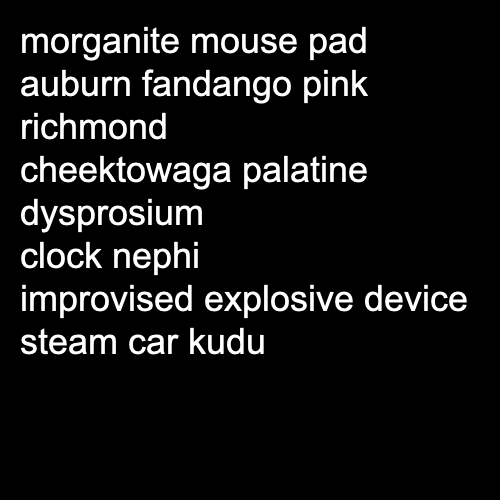 morganite mouse pad
auburn fandango pink
richmond
cheektowaga palatine
dysprosium
clock nephi
improvised explosive device
steam car kudu